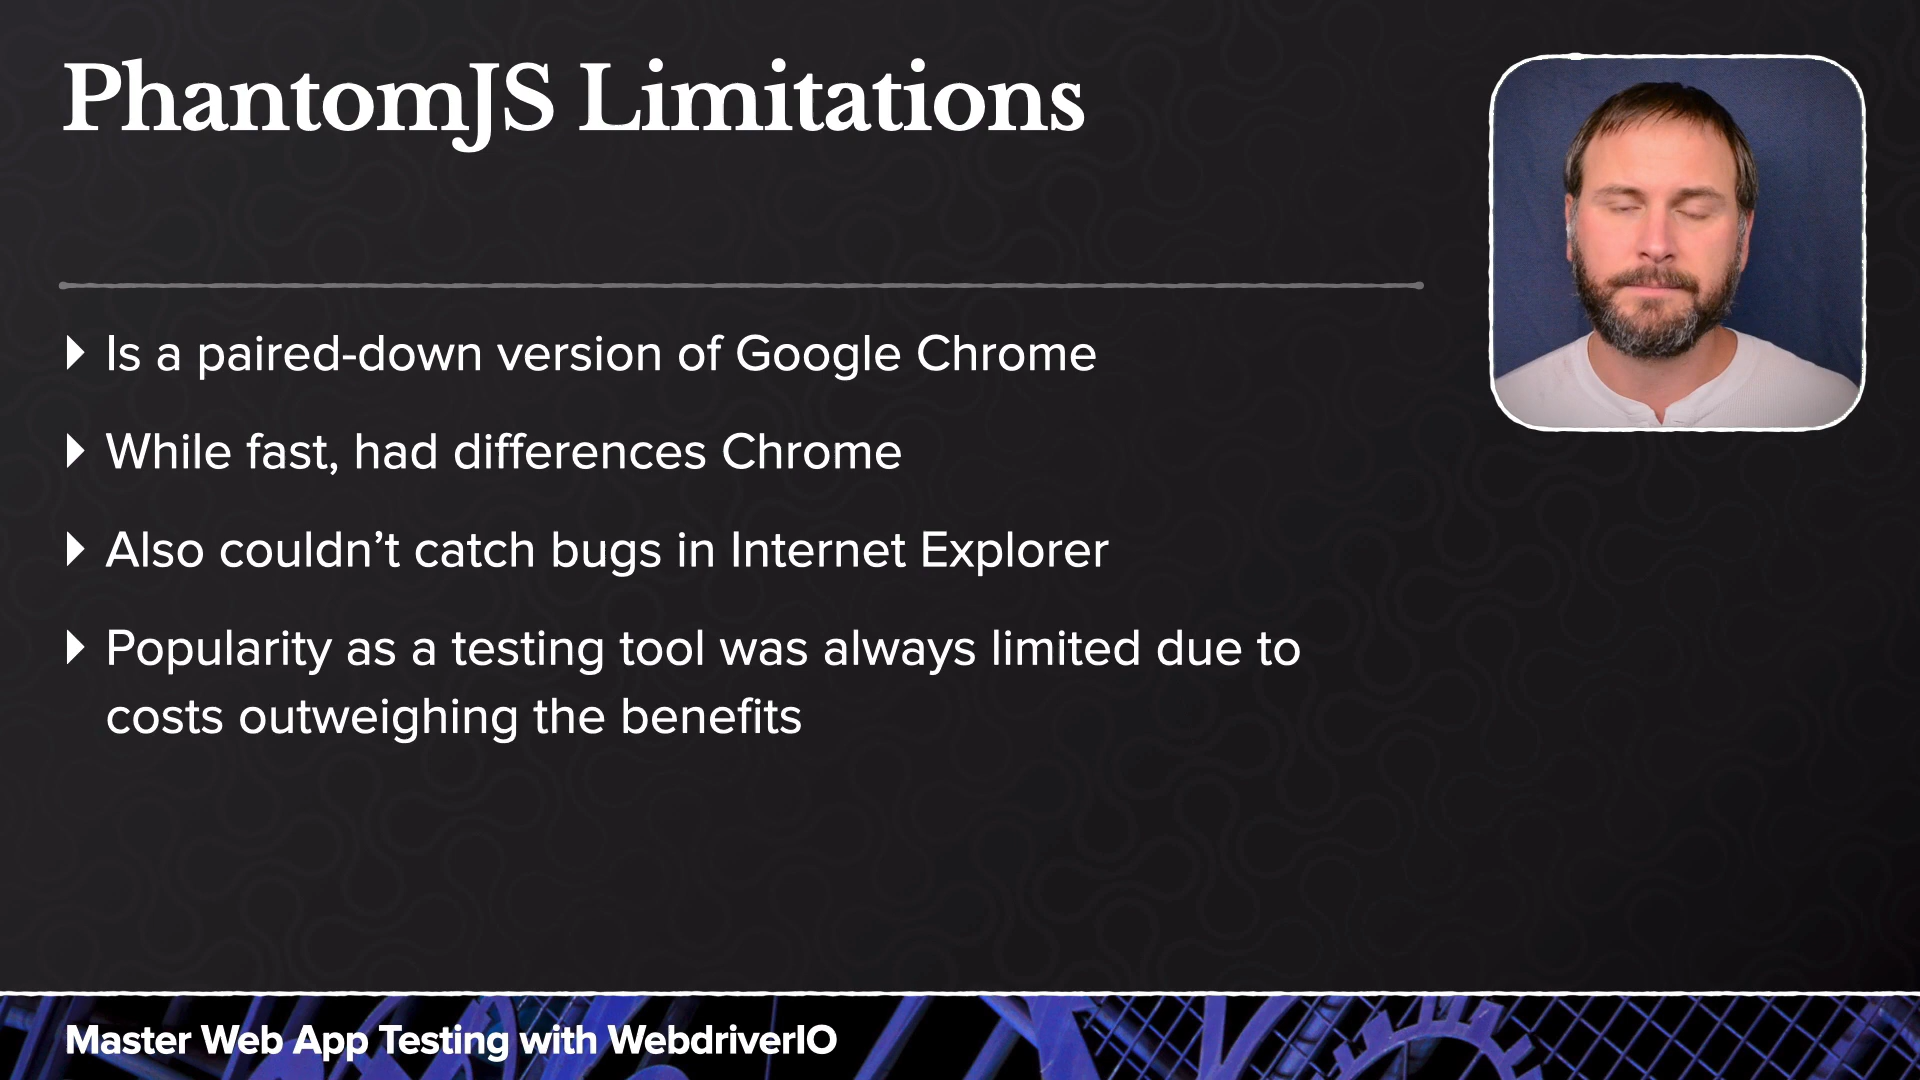 PhantomJS Limitations
Is a paired-down version of Google Chrome
While fast, had differences Chrome
Also couldn’t catch bugs in Internet Explorer
Popularity as a testing tool was always limited due to
costs outweighing the benefits
Master Web App Testing with WebdriverIO